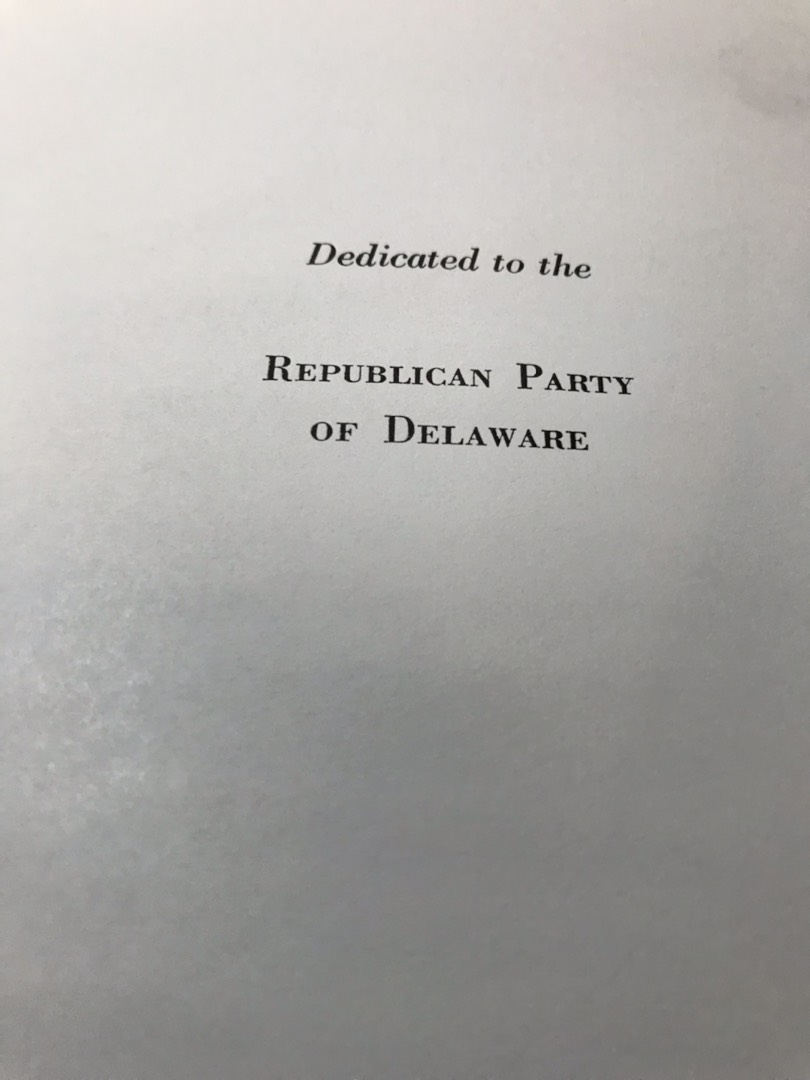 Dedicated to the
REPUBLICAN PARTY
OF DELAWARE